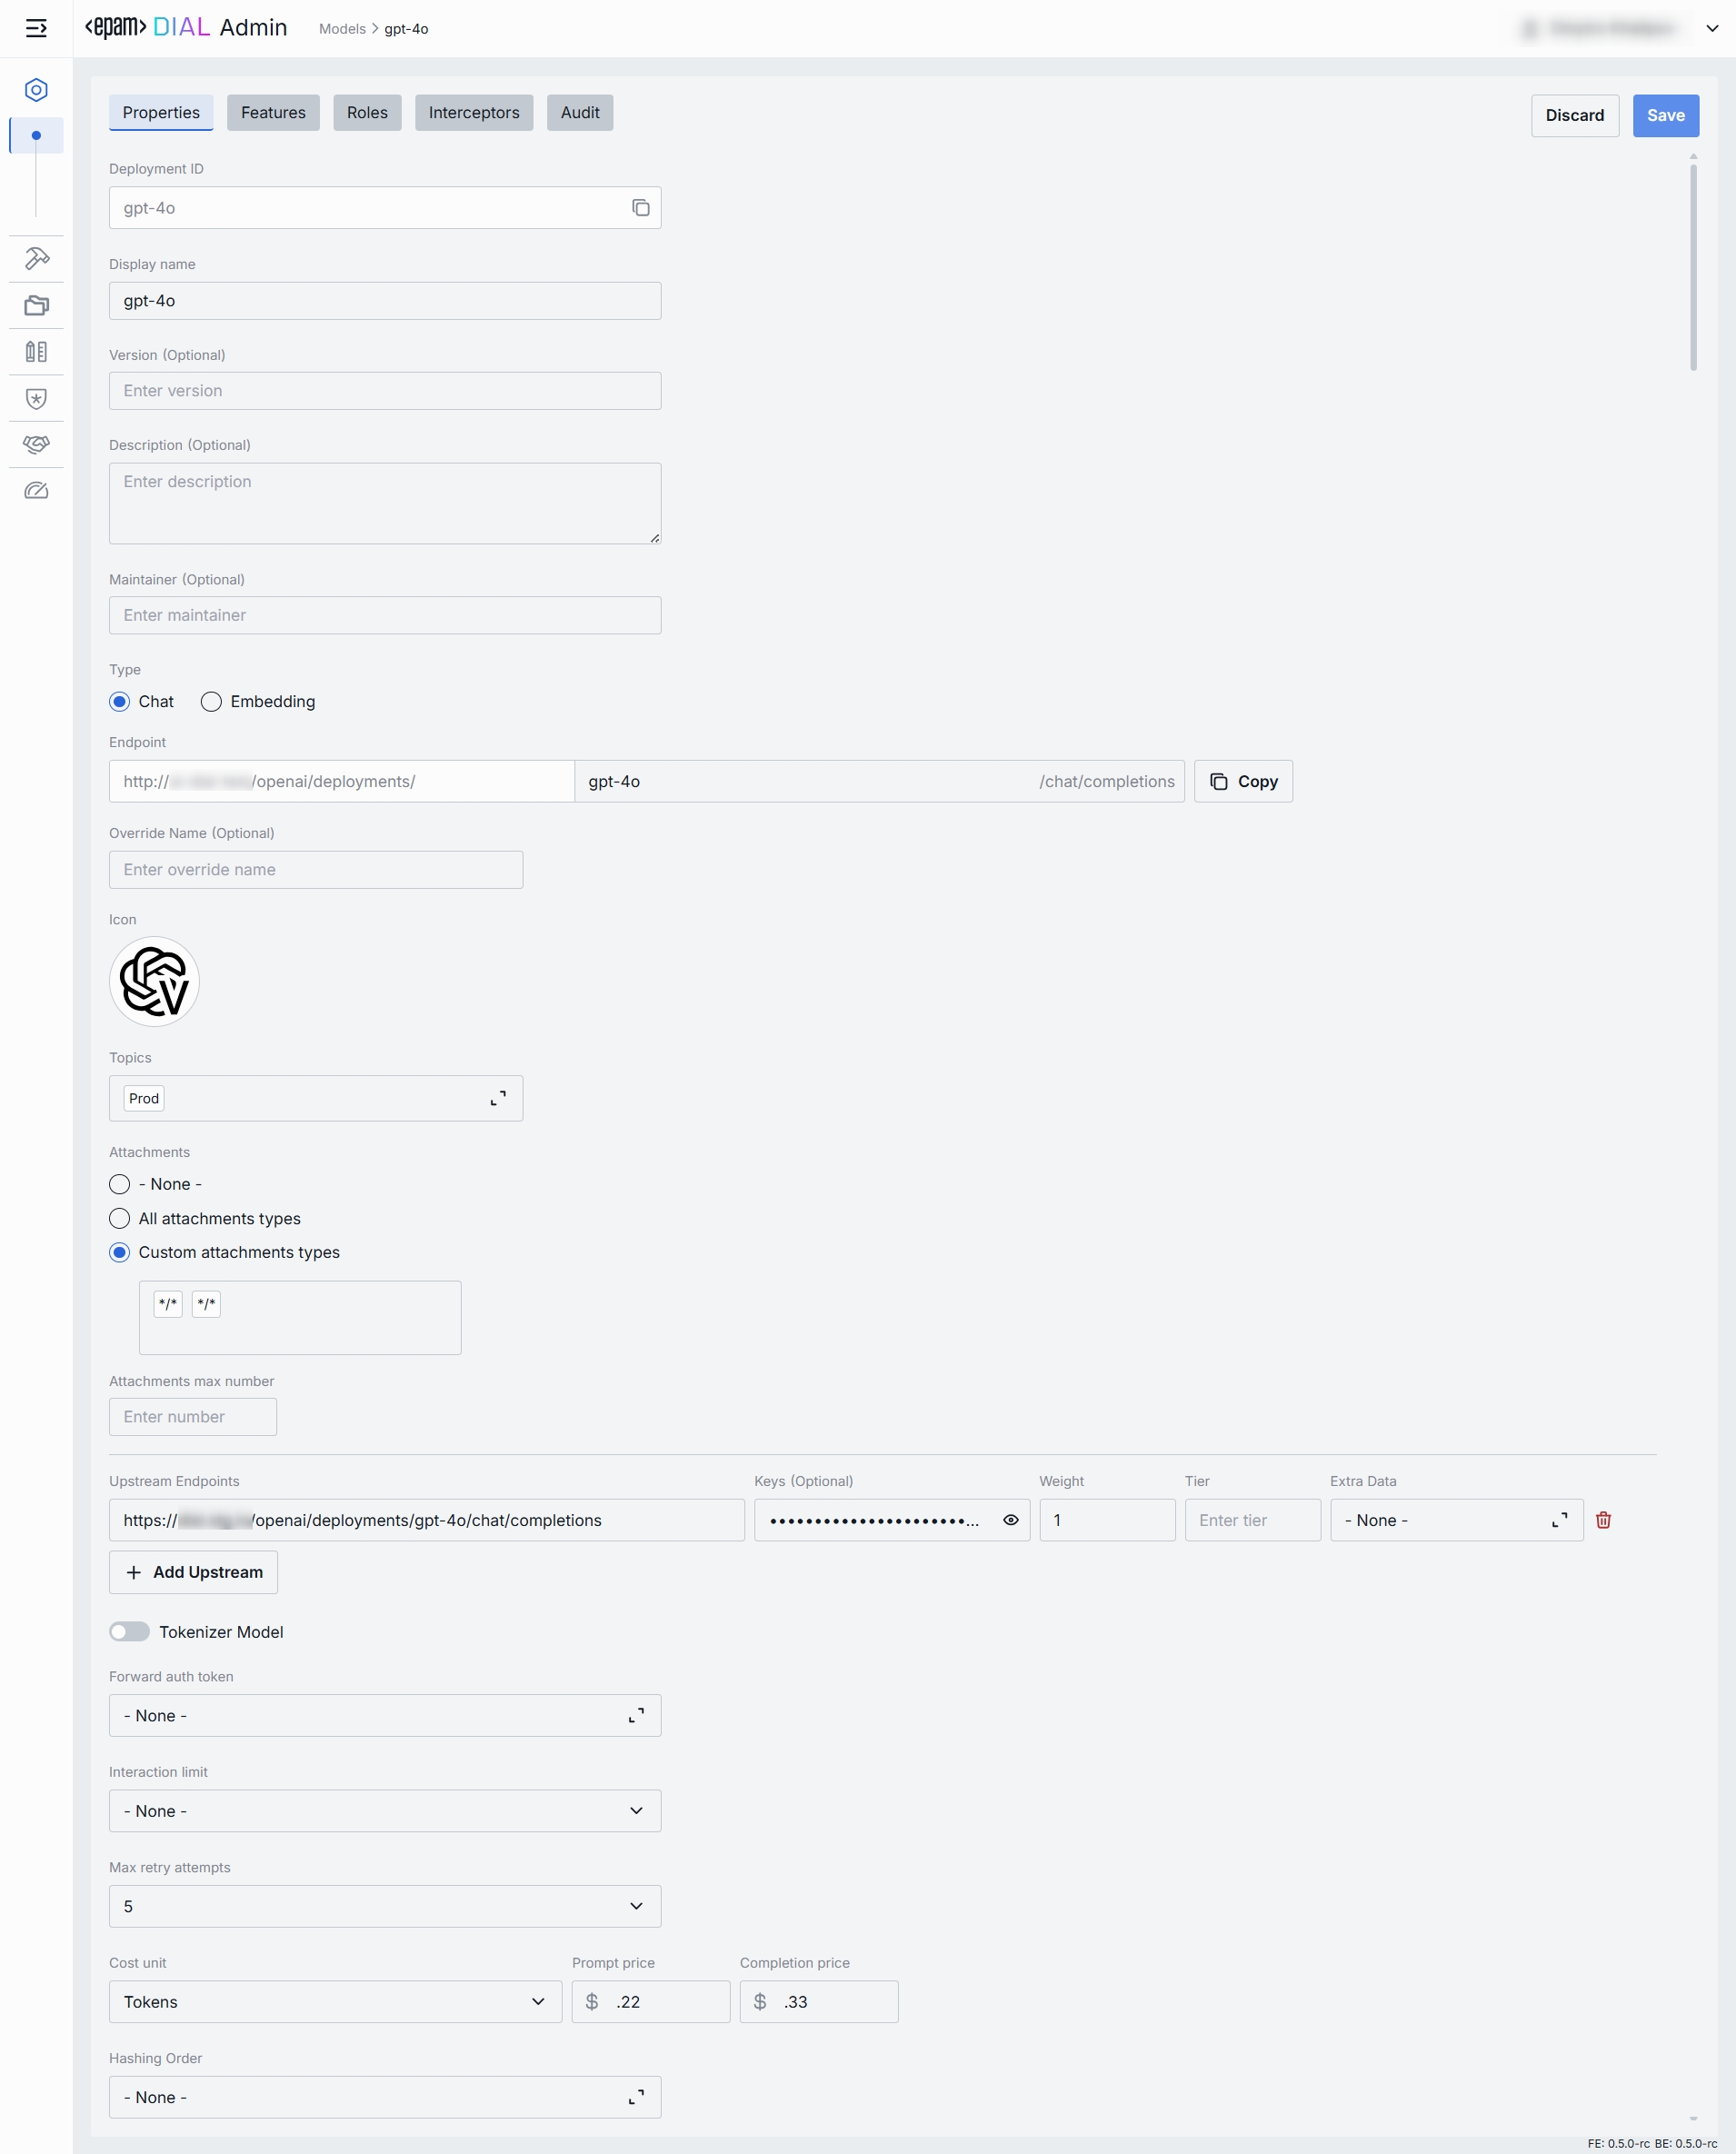 <epam> DIAL Admin Models > gpt-4o
Properties Features Roles Interceptors Audit Discard Save
Deployment ID
gpt-4o
Display name
gpt-4o
Version (Optional)
Enter version
Description (Optional)
Enter description
Maintainer (Optional)
Enter maintainer
Type
Chat Embedding
Endpoint
http:// /openai/deployments/ gpt-4o /chat/completions Copy
Override Name (Optional)
Enter override name
Icon
V
Topics
Prod
Attachments
- None -
All attachments types
Custom attachments types
*/* */*
Attachments max number
Enter number
Upstream Endpoints Keys (Optional) Weight Tier Extra Data
https:// /openai/deployments/gpt-4o/chat/completions ••••••••••••••••••••••... 1 Enter tier - None -
+ Add Upstream
Tokenizer Model
Forward auth token
- None -
Interaction limit
- None -
Max retry attempts
5
Cost unit Prompt price Completion price
Tokens $ .22 $ .33
Hashing Order
- None -
FE: 0.5.0-rc BE: 0.5.0-rc